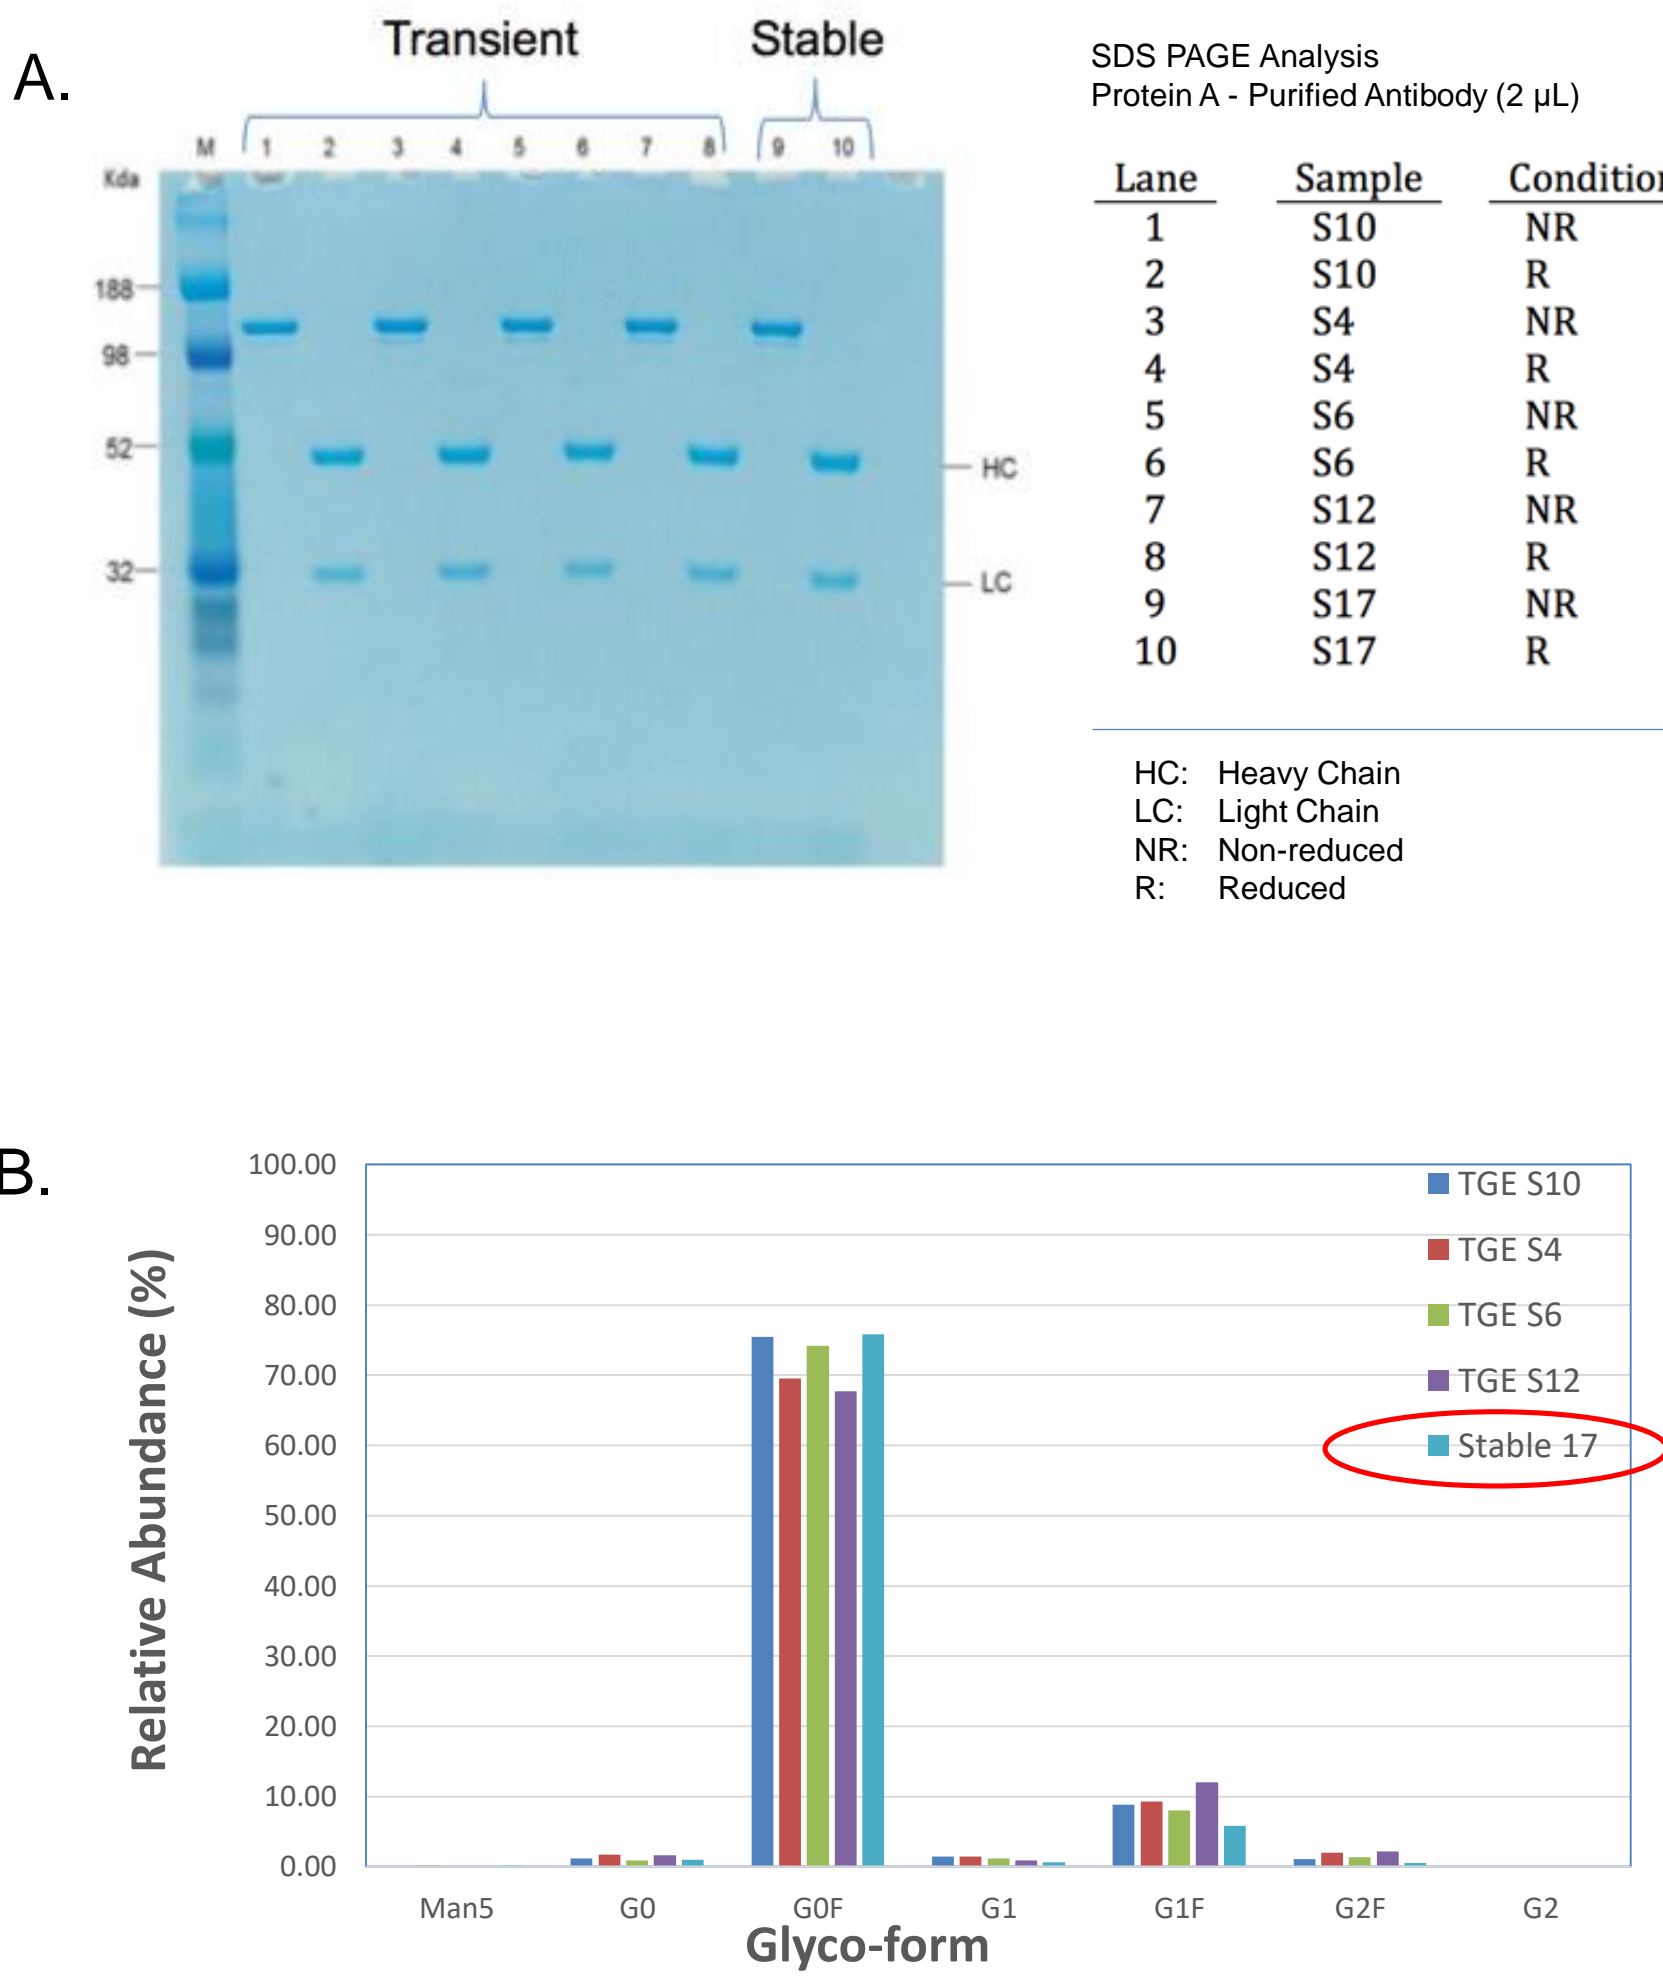 A.
Transient Stable
M 1 2 3 4 5 6 7 8 9 10
Kda
188
98
52
32
HC
LC
SDS PAGE Analysis
Protein A - Purified Antibody (2 µL)
Lane Sample Condition
1 S10 NR
2 S10 R
3 S4 NR
4 S4 R
5 S6 NR
6 S6 R
7 S12 NR
8 S12 R
9 S17 NR
10 S17 R
HC: Heavy Chain
LC: Light Chain
NR: Non-reduced
R: Reduced
B.
Relative Abundance (%)
100.00
90.00
80.00
70.00
60.00
50.00
40.00
30.00
20.00
10.00
0.00
TGE S10
TGE S4
TGE S6
TGE S12
Stable 17
Man5 G0 G0F G1 G1F G2F G2
Glyco-form